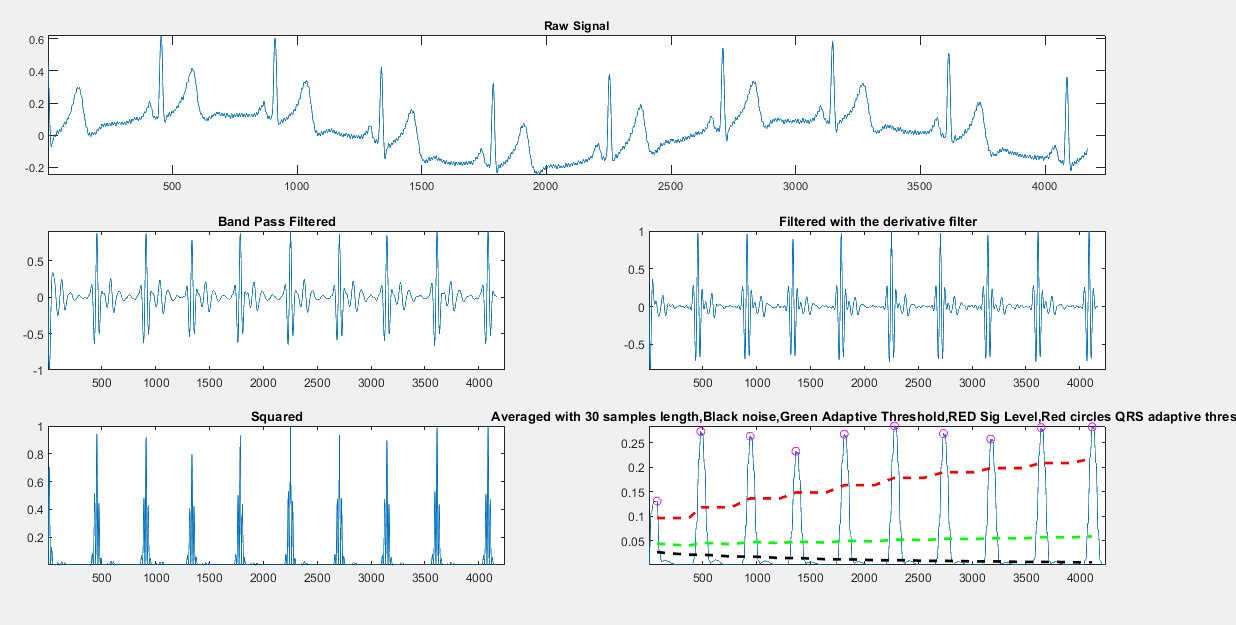 Raw Signal
0.6
0.4
0.2
0
-0.2
500 1000 1500 2000 2500 3000 3500 4000
Band Pass Filtered
0.5
0
-0.5
-1
500 1000 1500 2000 2500 3000 3500 4000
Filtered with the derivative filter
1
0.5
0
-0.5
500 1000 1500 2000 2500 3000 3500 4000
Squared
1
0.8
0.6
0.4
0.2
500 1000 1500 2000 2500 3000 3500 4000
Averaged with 30 samples length,Black noise,Green Adaptive Threshold,RED Sig Level,Red circles QRS adaptive thres
0.25
0.2
0.15
0.1
0.05
500 1000 1500 2000 2500 3000 3500 4000